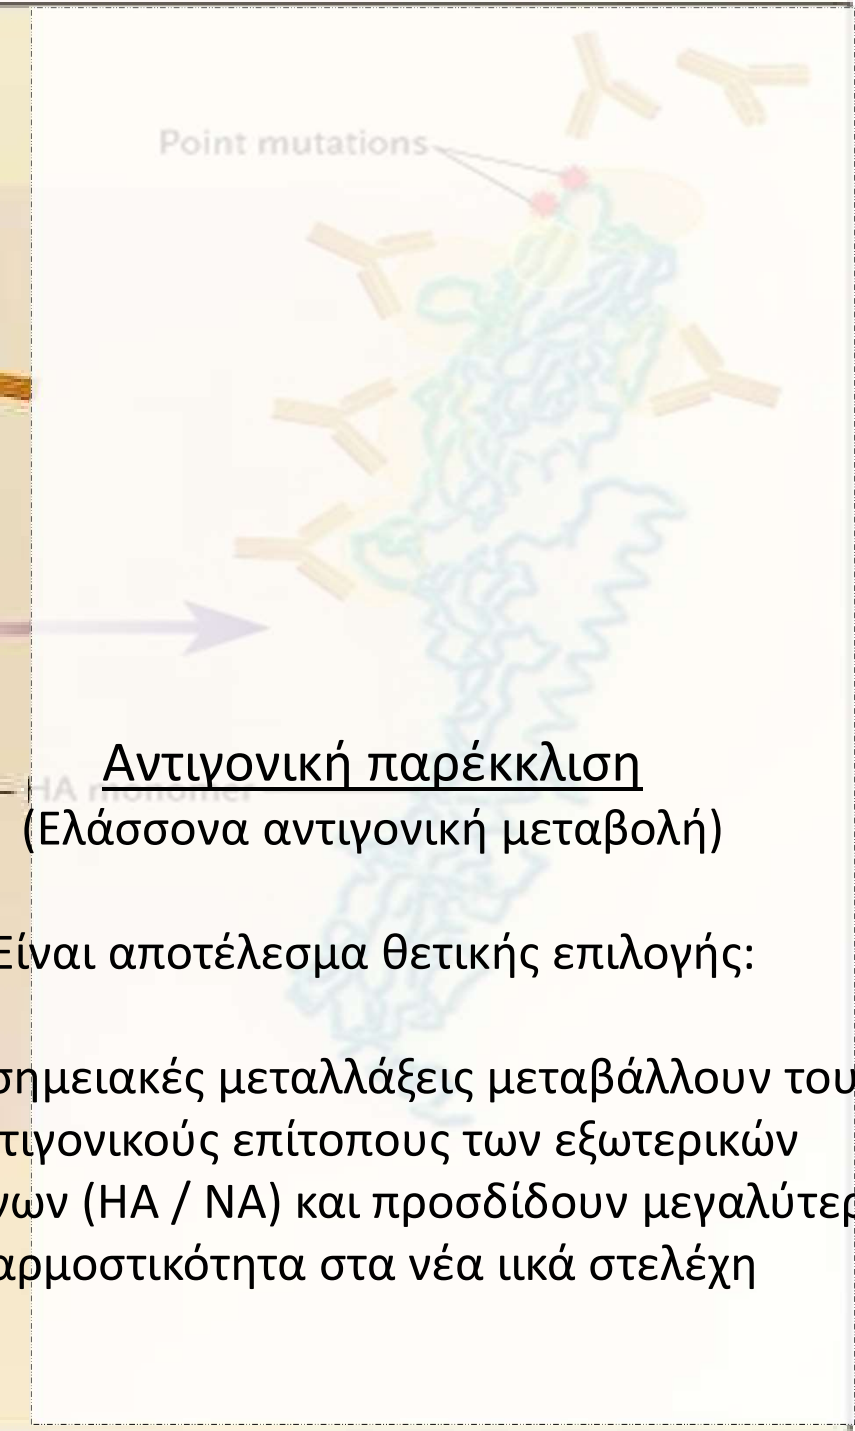 Point mutations
Αντιγονική παρέκκλιση
HA monomer
(Ελάσσονα αντιγονική μεταβολή)
Είναι αποτέλεσμα θετικής επιλογής:
σημειακές μεταλλάξεις μεταβάλλουν του
τιγονικούς επίτοπους των εξωτερικών
νων (HA / NA) και προσδίδουν μεγαλύτερ
αρμοστικότητα στα νέα ιικά στελέχη